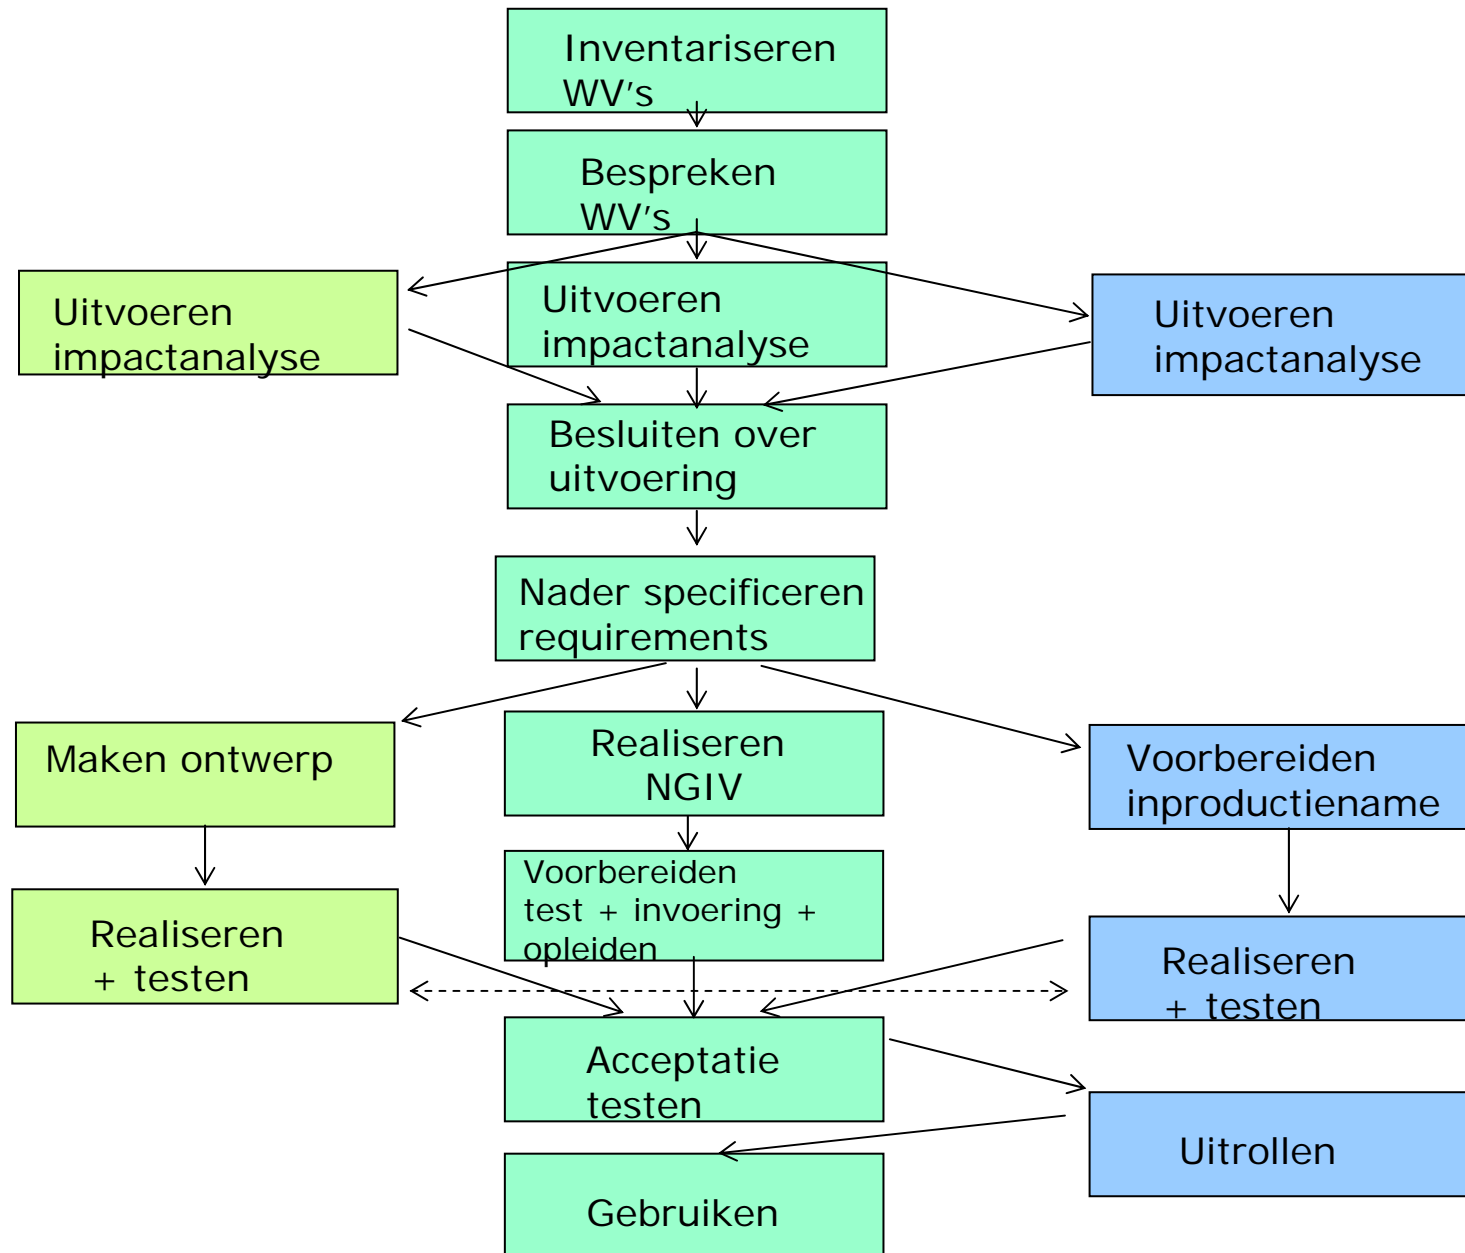 Inventariseren
WV's
Bespreken
WV's
Uitvoeren
impactanalyse
Uitvoeren
impactanalyse
Uitvoeren
impactanalyse
Besluiten over
uitvoering
Nader specificeren
requirements
Maken ontwerp
Realiseren
NGIV
Voorbereiden
inproductiename
Voorbereiden
test + invoering +
opleiden
Realiseren
+ testen
Realiseren
+ testen
Acceptatie
testen
Uitrollen
Gebruiken